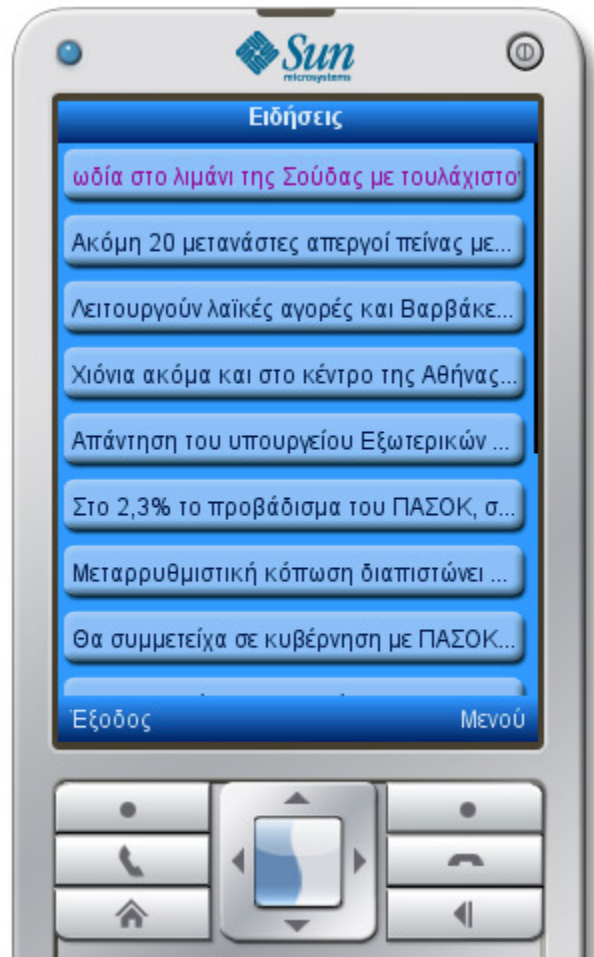 Sun
microsystems
Ειδήσεις
ωδία στο λιμάνι της Σούδας με τουλάχιστο
Ακόμη 20 μετανάστες απεργοί πείνας με...
Λειτουργούν λαϊκές αγορές και Βαρβάκε...
Χιόνια ακόμα και στο κέντρο της Αθήνας...
Απάντηση του υπουργείου Εξωτερικών ...
Στο 2,3% το προβάδισμα του ΠΑΣΟΚ, σ...
Μεταρρυθμιστική κόπωση διαπιστώνει ...
Θα συμμετείχα σε κυβέρνηση με ΠΑΣΟΚ...
Έξοδος Μενού